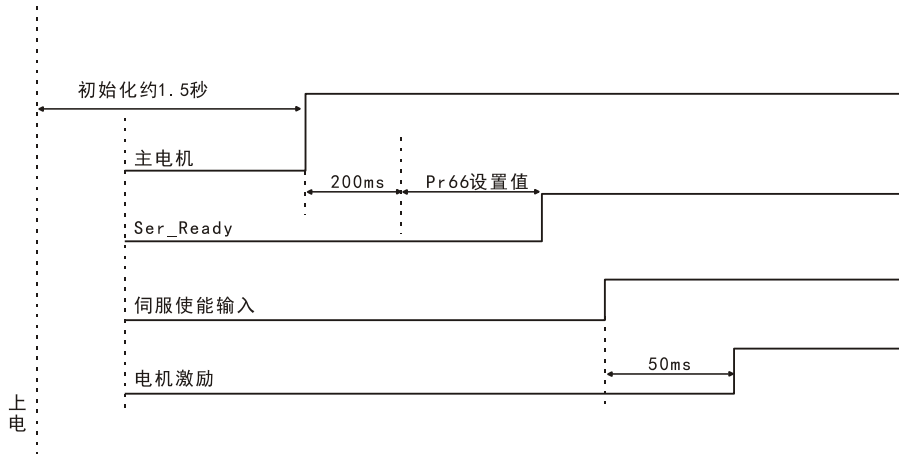 初始化约1.5秒
主电机
200ms
Pr66设置值
Ser_Ready
伺服使能输入
50ms
电机激励
上电